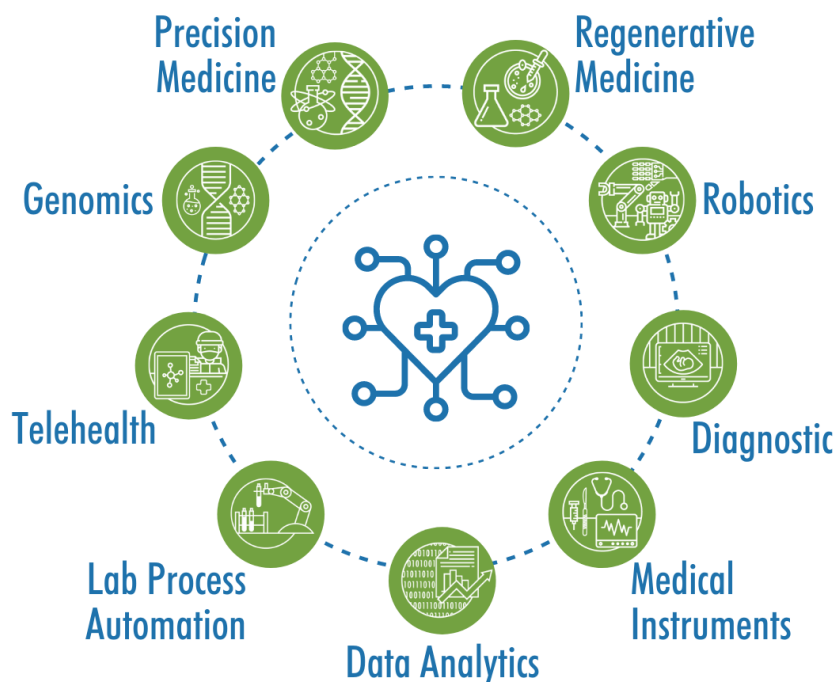 Precision
Medicine
Regenerative
Medicine
Genomics
Robotics
Telehealth
Diagnostic
Lab Process
Automation
Medical
Instruments
Data Analytics